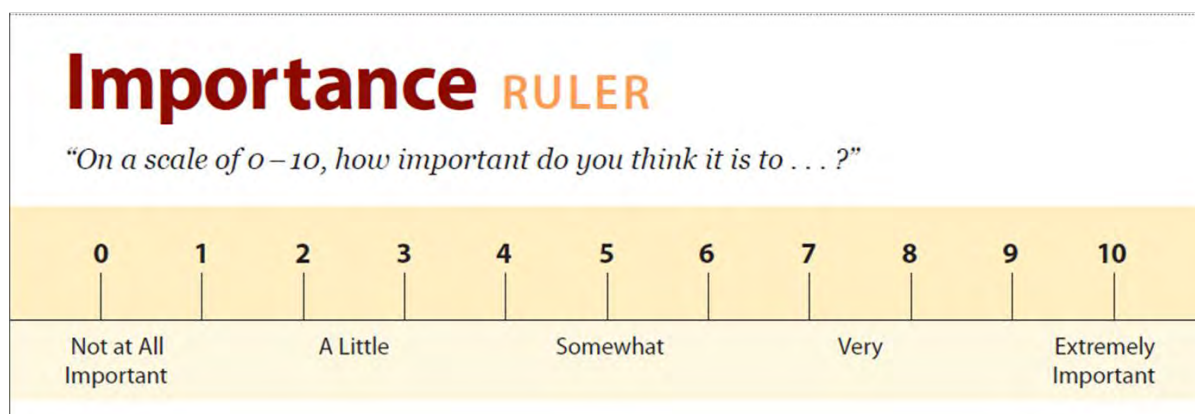 Importance RULER
“On a scale of 0–10, how important do you think it is to . . . ?”
0 1 2 3 4 5 6 7 8 9 10
Not at All Important A Little Somewhat Very Extremely Important